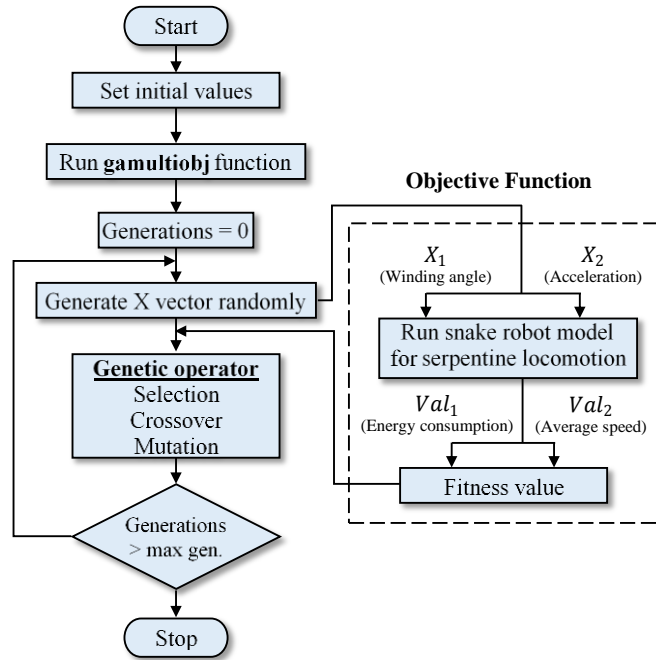 Start
Set initial values
Run gamultiobj function
Generations = 0
Generate X vector randomly
Genetic operator
Selection
Crossover
Mutation
Generations
> max gen.
Stop
Objective Function
X₁
(Winding angle)
X₂
(Acceleration)
Run snake robot model
for serpentine locomotion
Val₁
(Energy consumption)
Val₂
(Average speed)
Fitness value